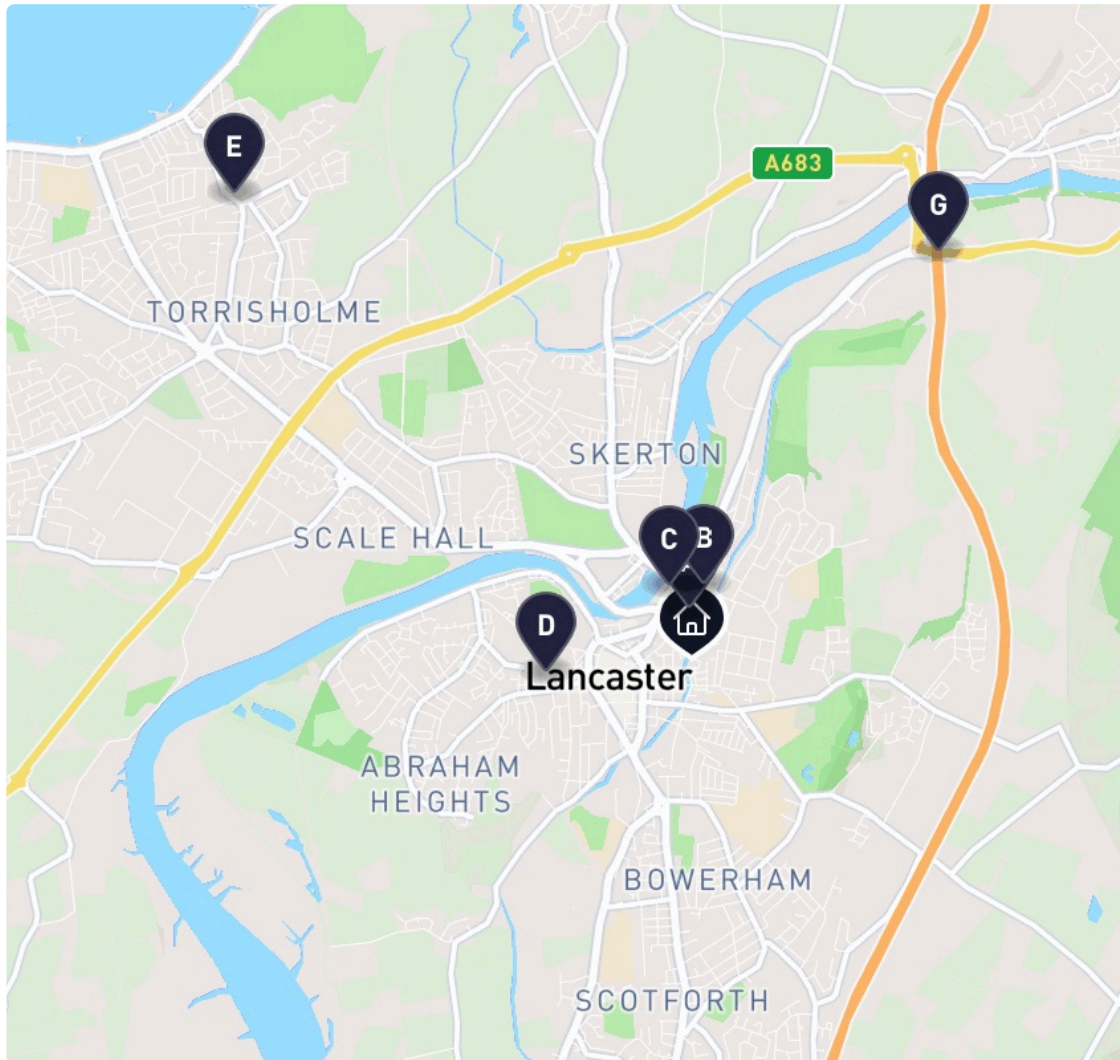 E
A683
G
TORRISHOLME
SKERTON
SCALE HALL
C
B
D
Lancaster
ABRAHAM
HEIGHTS
BOWERHAM
SCOTFORTH